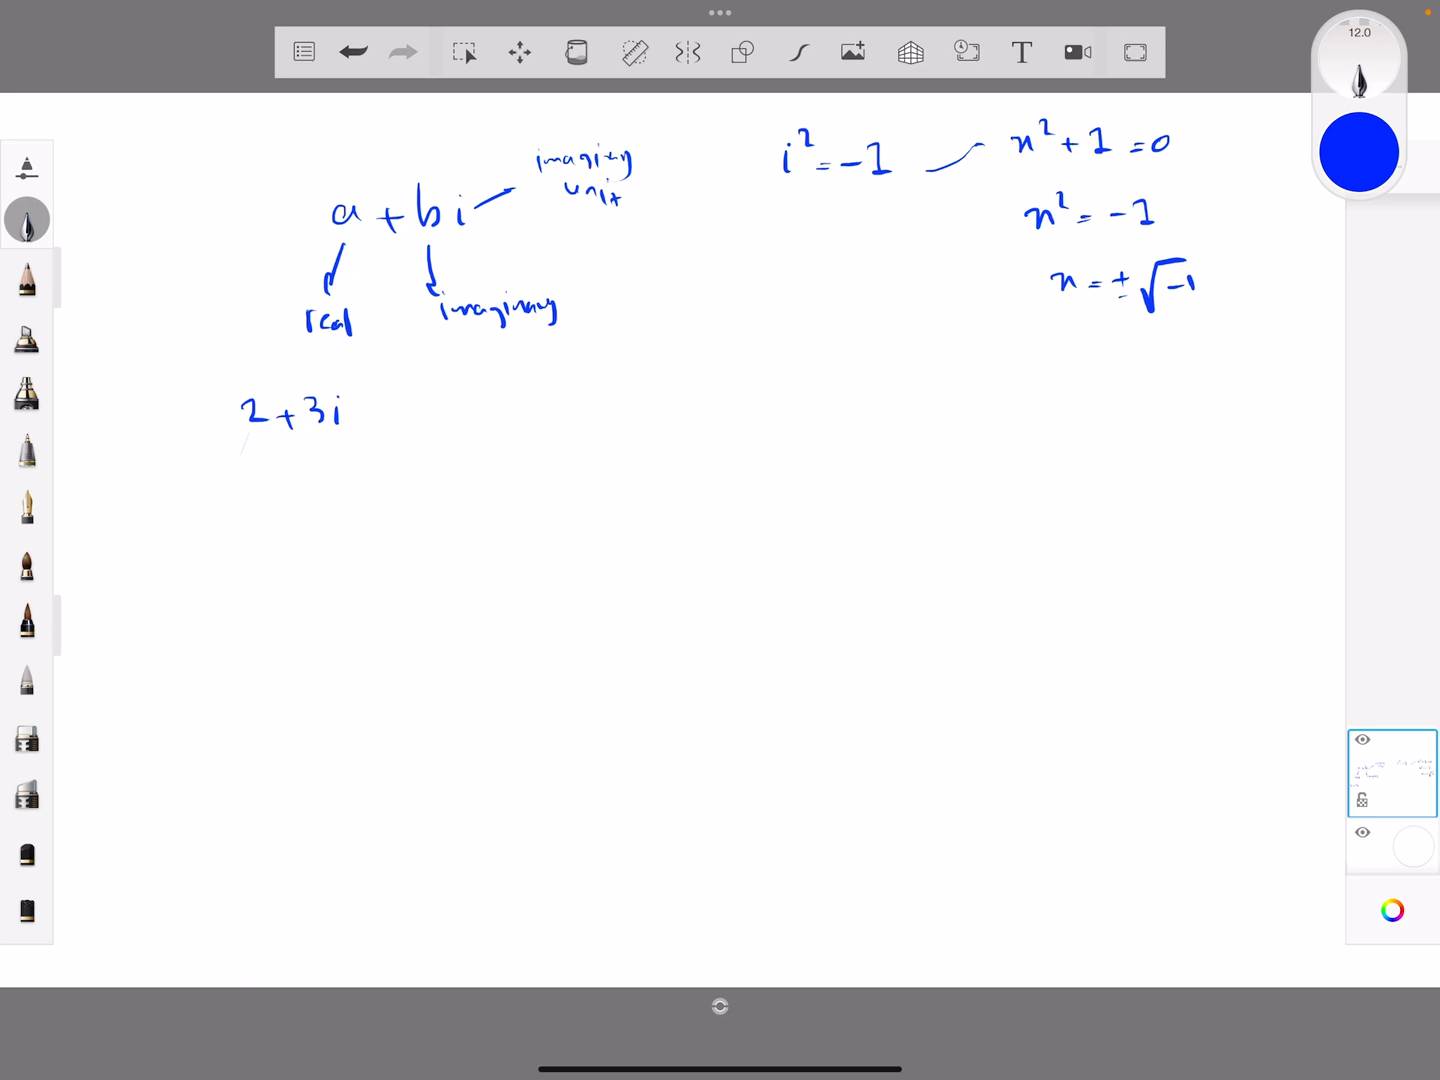 12.0
T
a + bi
imaginary unit
real
imaginary
i² = -1
x² + 1 = 0
x² = -1
x = ± √-1
2 + 3i